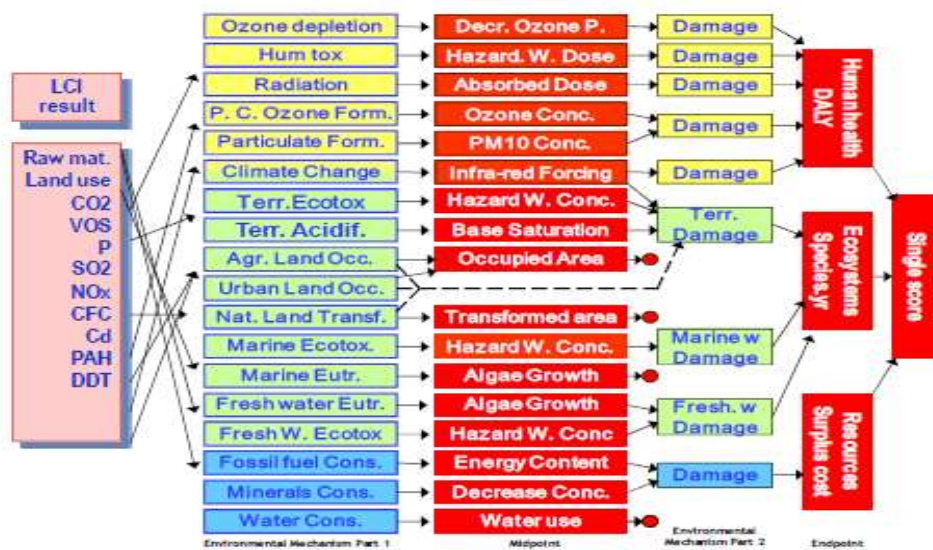 LCI
result
Raw mat.
Land use
CO2
VOS
P
SO2
NOx
CFC
Cd
PAH
DDT
Ozone depletion
Hum tox
Radiation
P. C. Ozone Form.
Particulate Form.
Climate Change
Terr.Ecotox
Terr. Acidif.
Agr. Land Occ.
Urban Land Occ.
Nat. Land Transf.
Marine Ecotox.
Marine Eutr.
Fresh water Eutr.
Fresh W. Ecotox
Fossil fuel Cons.
Minerals Cons.
Water Cons.
Environmental Mechanism Part 1
Decr. Ozone P.
Hazard. W. Dose
Absorbed Dose
Ozone Conc.
PM10 Conc.
Infra-red Forcing
Hazard W. Conc.
Base Saturation
Occupied Area
Transformed area
Hazard W. Conc.
Algae Growth
Algae Growth
Hazard W. Conc
Energy Content
Decrease Conc.
Water use
Midpoint
Damage
Damage
Damage
Damage
Damage
Terr.
Damage
Marine w
Damage
Fresh. w
Damage
Damage
Environmental
Mechanism Part 2
Human health
DALY
Ecosystems
Species.yr
Resources
Surplus cost
Endpoint
Single score